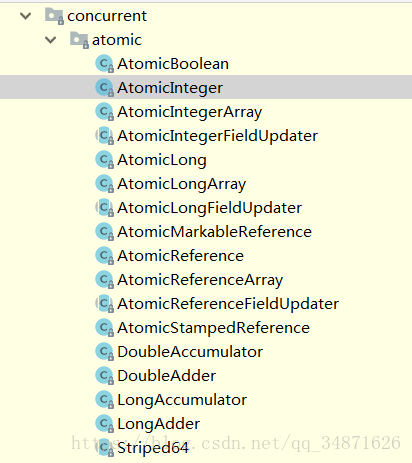 concurrent
atomic
AtomicBoolean
AtomicInteger
AtomicIntegerArray
AtomicIntegerFieldUpdater
AtomicLong
AtomicLongArray
AtomicLongFieldUpdater
AtomicMarkableReference
AtomicReference
AtomicReferenceArray
AtomicReferenceFieldUpdater
AtomicStampedReference
DoubleAccumulator
DoubleAdder
LongAccumulator
LongAdder
https://blog.csdn.net/qq_34871626
Striped64